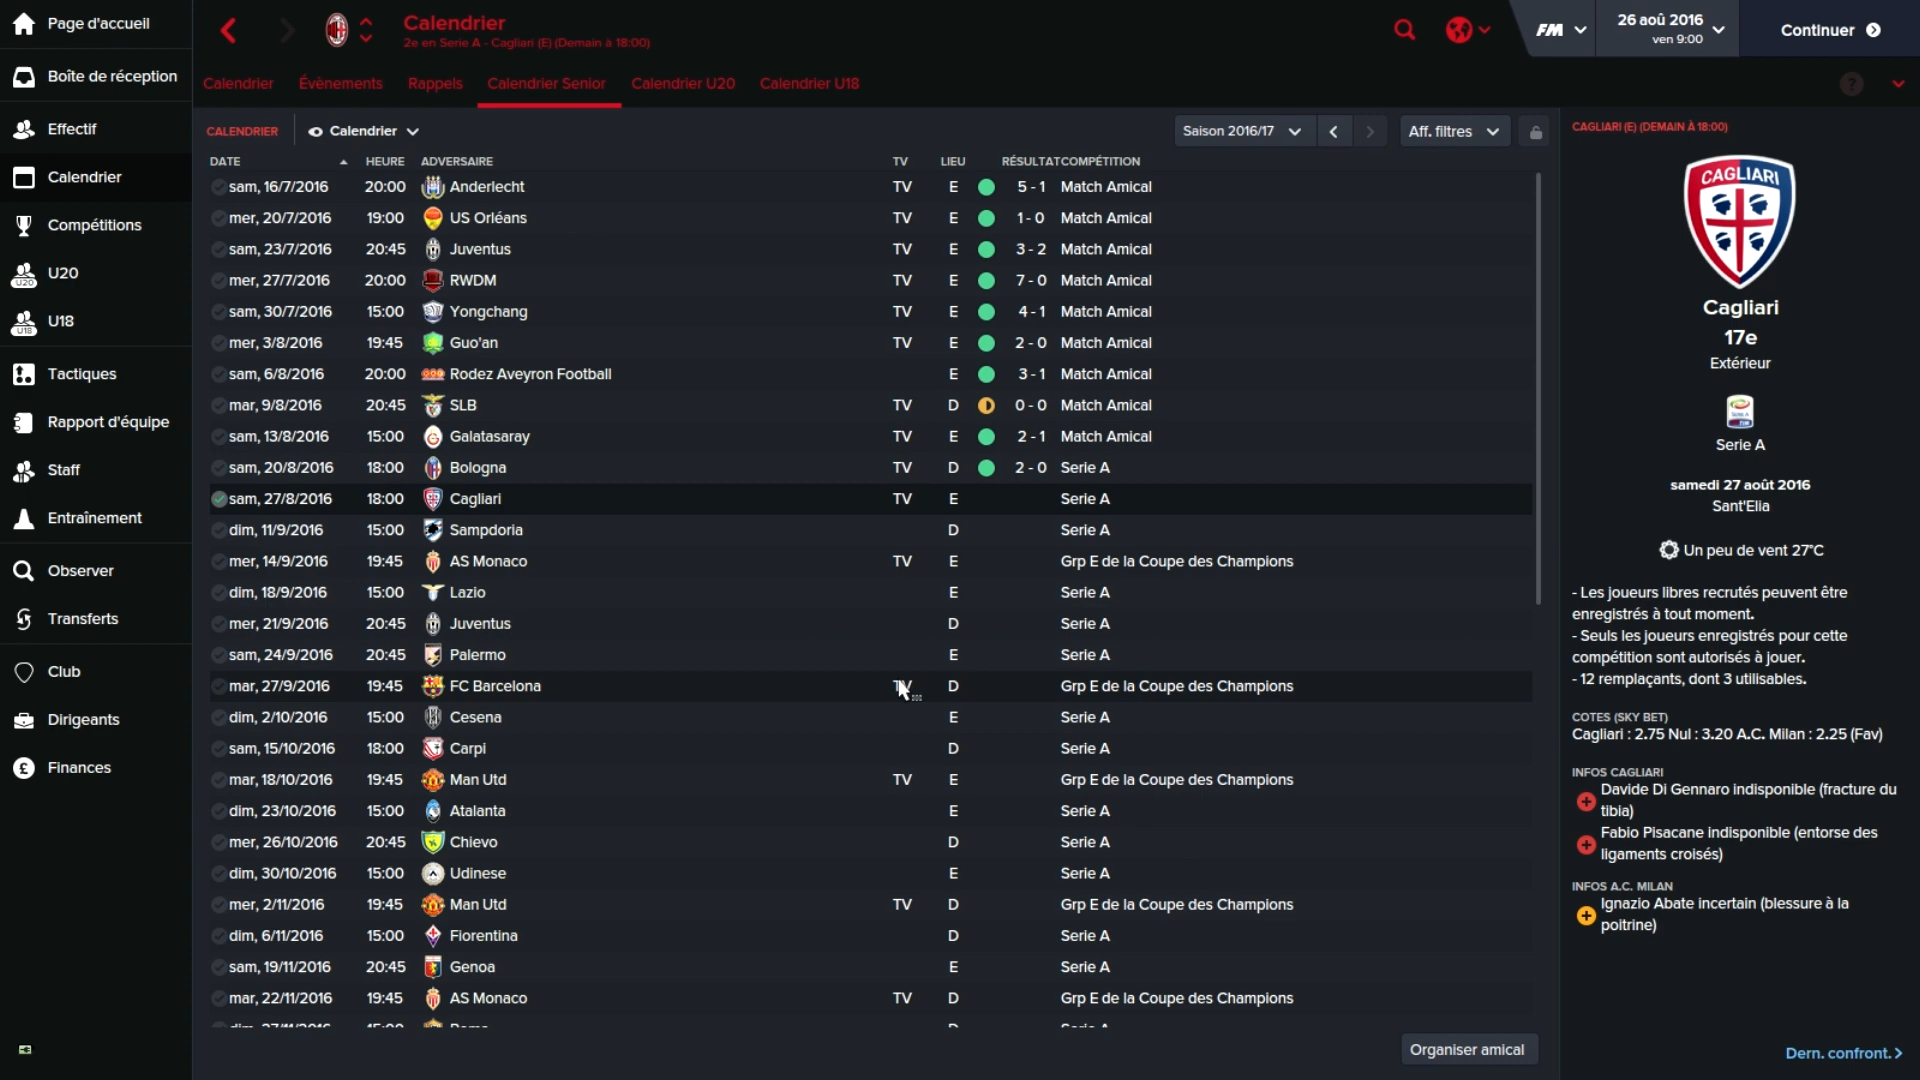 Page d'accueil
Boîte de réception
Effectif
Calendrier
Compétitions
U20
U20
U18
U18
Tactiques
Rapport d'équipe
Staff
Entraînement
Observer
Transferts
Club
Dirigeants
Finances
Calendrier
2e en Serie A - Cagliari (E) (Demain à 18:00)
FM
26 aoû 2016
ven 9:00
Continuer
Calendrier Évènements Rappels Calendrier Senior Calendrier U20 Calendrier U18
?
CALENDRIER Calendrier Saison 2016/17 Aff. filtres
DATE HEURE ADVERSAIRE TV LIEU RÉSULTAT COMPÉTITION
sam, 16/7/2016 20:00 Anderlecht TV E 5 - 1 Match Amical
mer, 20/7/2016 19:00 US Orléans TV E 1 - 0 Match Amical
sam, 23/7/2016 20:45 Juventus TV E 3 - 2 Match Amical
mer, 27/7/2016 20:00 RWDM TV E 7 - 0 Match Amical
sam, 30/7/2016 15:00 Yongchang TV E 4 - 1 Match Amical
mer, 3/8/2016 19:45 Guo'an TV E 2 - 0 Match Amical
sam, 6/8/2016 20:00 Rodez Aveyron Football E 3 - 1 Match Amical
mar, 9/8/2016 20:45 SLB TV D 0 - 0 Match Amical
sam, 13/8/2016 15:00 Galatasaray TV E 2 - 1 Match Amical
sam, 20/8/2016 18:00 Bologna TV D 2 - 0 Serie A
sam, 27/8/2016 18:00 Cagliari TV E Serie A
dim, 11/9/2016 15:00 Sampdoria D Serie A
mer, 14/9/2016 19:45 AS Monaco TV E Grp E de la Coupe des Champions
dim, 18/9/2016 15:00 Lazio E Serie A
mer, 21/9/2016 20:45 Juventus D Serie A
sam, 24/9/2016 20:45 Palermo E Serie A
mar, 27/9/2016 19:45 FC Barcelona TV D Grp E de la Coupe des Champions
dim, 2/10/2016 15:00 Cesena E Serie A
sam, 15/10/2016 18:00 Carpi D Serie A
mar, 18/10/2016 19:45 Man Utd TV E Grp E de la Coupe des Champions
dim, 23/10/2016 15:00 Atalanta E Serie A
mer, 26/10/2016 20:45 Chievo D Serie A
dim, 30/10/2016 15:00 Udinese E Serie A
mer, 2/11/2016 19:45 Man Utd TV D Grp E de la Coupe des Champions
dim, 6/11/2016 15:00 Fiorentina D Serie A
sam, 19/11/2016 20:45 Genoa E Serie A
mar, 22/11/2016 19:45 AS Monaco TV D Grp E de la Coupe des Champions
Organiser amical
CAGLIARI (E) (DEMAIN À 18:00)
CAGLIARI
Cagliari
17e
Extérieur
Serie A
samedi 27 août 2016
Sant'Elia
Un peu de vent 27°C
- Les joueurs libres recrutés peuvent être
enregistrés à tout moment.
- Seuls les joueurs enregistrés pour cette
compétition sont autorisés à jouer.
- 12 remplaçants, dont 3 utilisables.
COTES (SKY BET)
Cagliari : 2.75 Nul : 3.20 A.C. Milan : 2.25 (Fav)
INFOS CAGLIARI
Davide Di Gennaro indisponible (fracture du
tibia)
Fabio Pisacane indisponible (entorse des
ligaments croisés)
INFOS A.C. MILAN
Ignazio Abate incertain (blessure à la
poitrine)
Dern. confront.